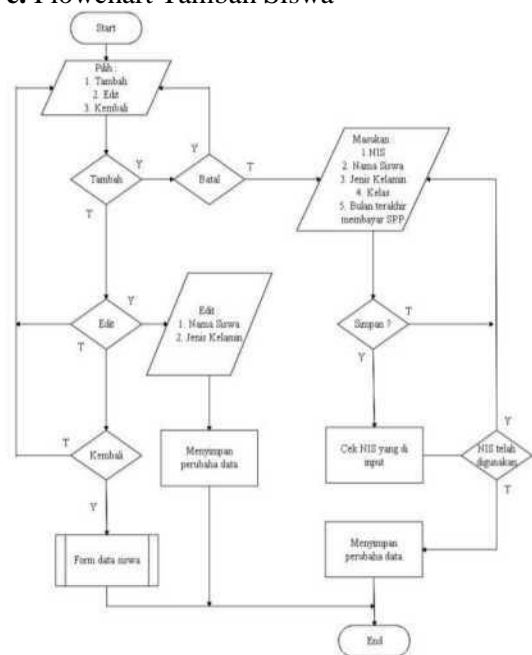 c. Flowchart Tambah Siswa
Start
Pilih :
1. Tambah
2. Edit
3. Kembali
Tambah
Y
T
Batal
Y
T
Masukan :
1 NIS
2. Nama Siswa
3. Jenis Kelamin
4. Kelas
5. Bulan terakhir
membayar SPP
Edit
Y
T
Edit :
1. Nama Siswa
2. Jenis Kelamin
Simpan ?
T
Y
Kembali
T
Y
Menyimpan
perubaha data
Cek NIS yang di
input
NIS telah
digunakan
Y
T
Form data siswa
Menyimpan
perubaha data
End